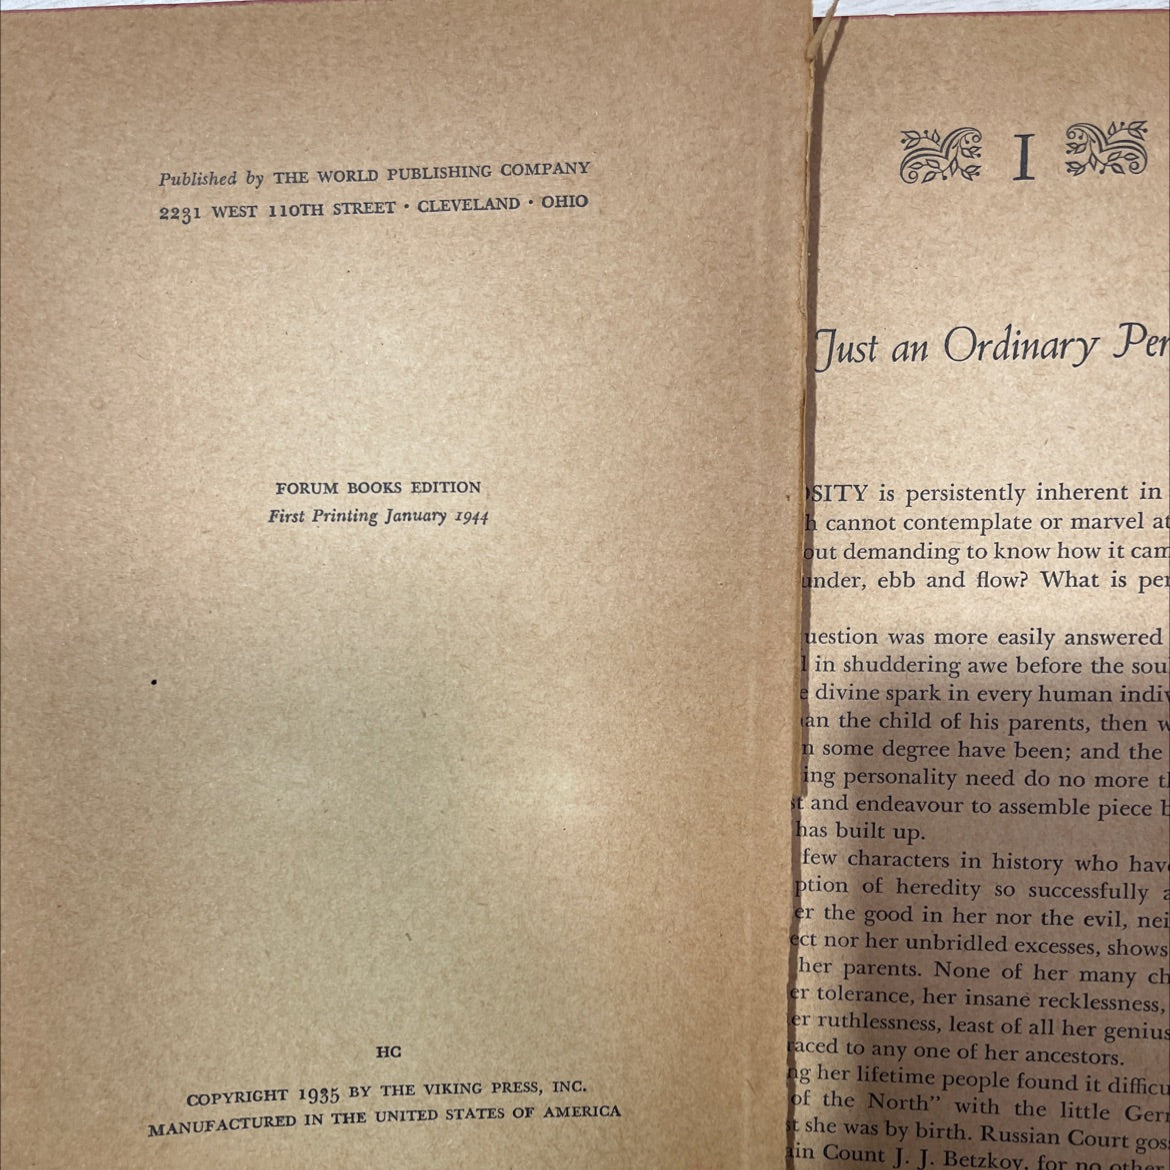 Published by THE WORLD PUBLISHING COMPANY
2231 WEST 110TH STREET · CLEVELAND · OHIO
FORUM BOOKS EDITION
First Printing January 1944
HC
COPYRIGHT 1935 BY THE VIKING PRESS, INC.
MANUFACTURED IN THE UNITED STATES OF AMERICA
I
Just an Ordinary
is persistently inherent in
cannot contemplate or marvel at
demanding to know how it
ebb and flow? What is
was more easily answered
in shuddering awe before the
divine spark in every human
the child of his parents, then
some degree have been; and the
personality need do no more
and endeavour to assemble piece
has built up.
few characters in history who
of heredity so successfully
the good in her nor the evil,
nor her unbridled excesses, shows
her parents. None of her many
tolerance, her insane recklessness,
ruthlessness, least of all her genius
to any one of her ancestors.
her lifetime people found it
of the North” with the little
she was by birth. Russian Court
Count J. J. Betzkoy, for no other